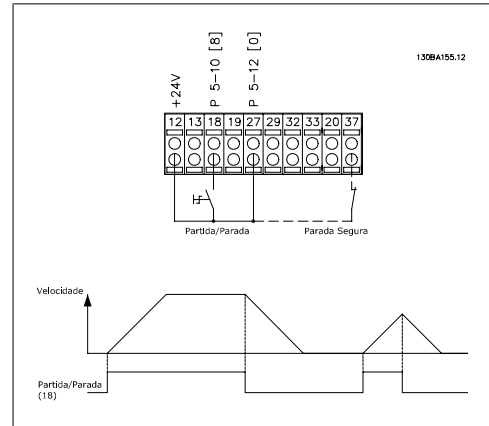 130BA155.12
+24V
P 5-10 [8]
P 5-12 [0]
12 13 18 19 27 29 32 33 20 37
Partida/Parada
Parada Segura
Velocidade
Partida/Parada
(18)